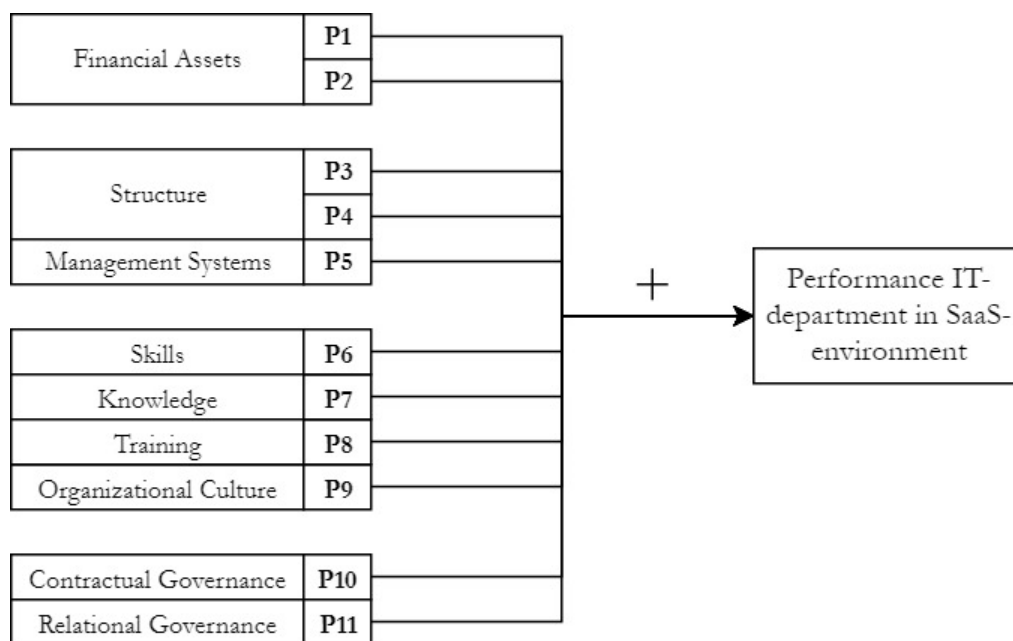 Financial Assets
P1
P2
Structure
P3
P4
Management Systems
P5
+
Performance IT-
department in SaaS-
environment
Skills
P6
Knowledge
P7
Training
P8
Organizational Culture
P9
Contractual Governance
P10
Relational Governance
P11